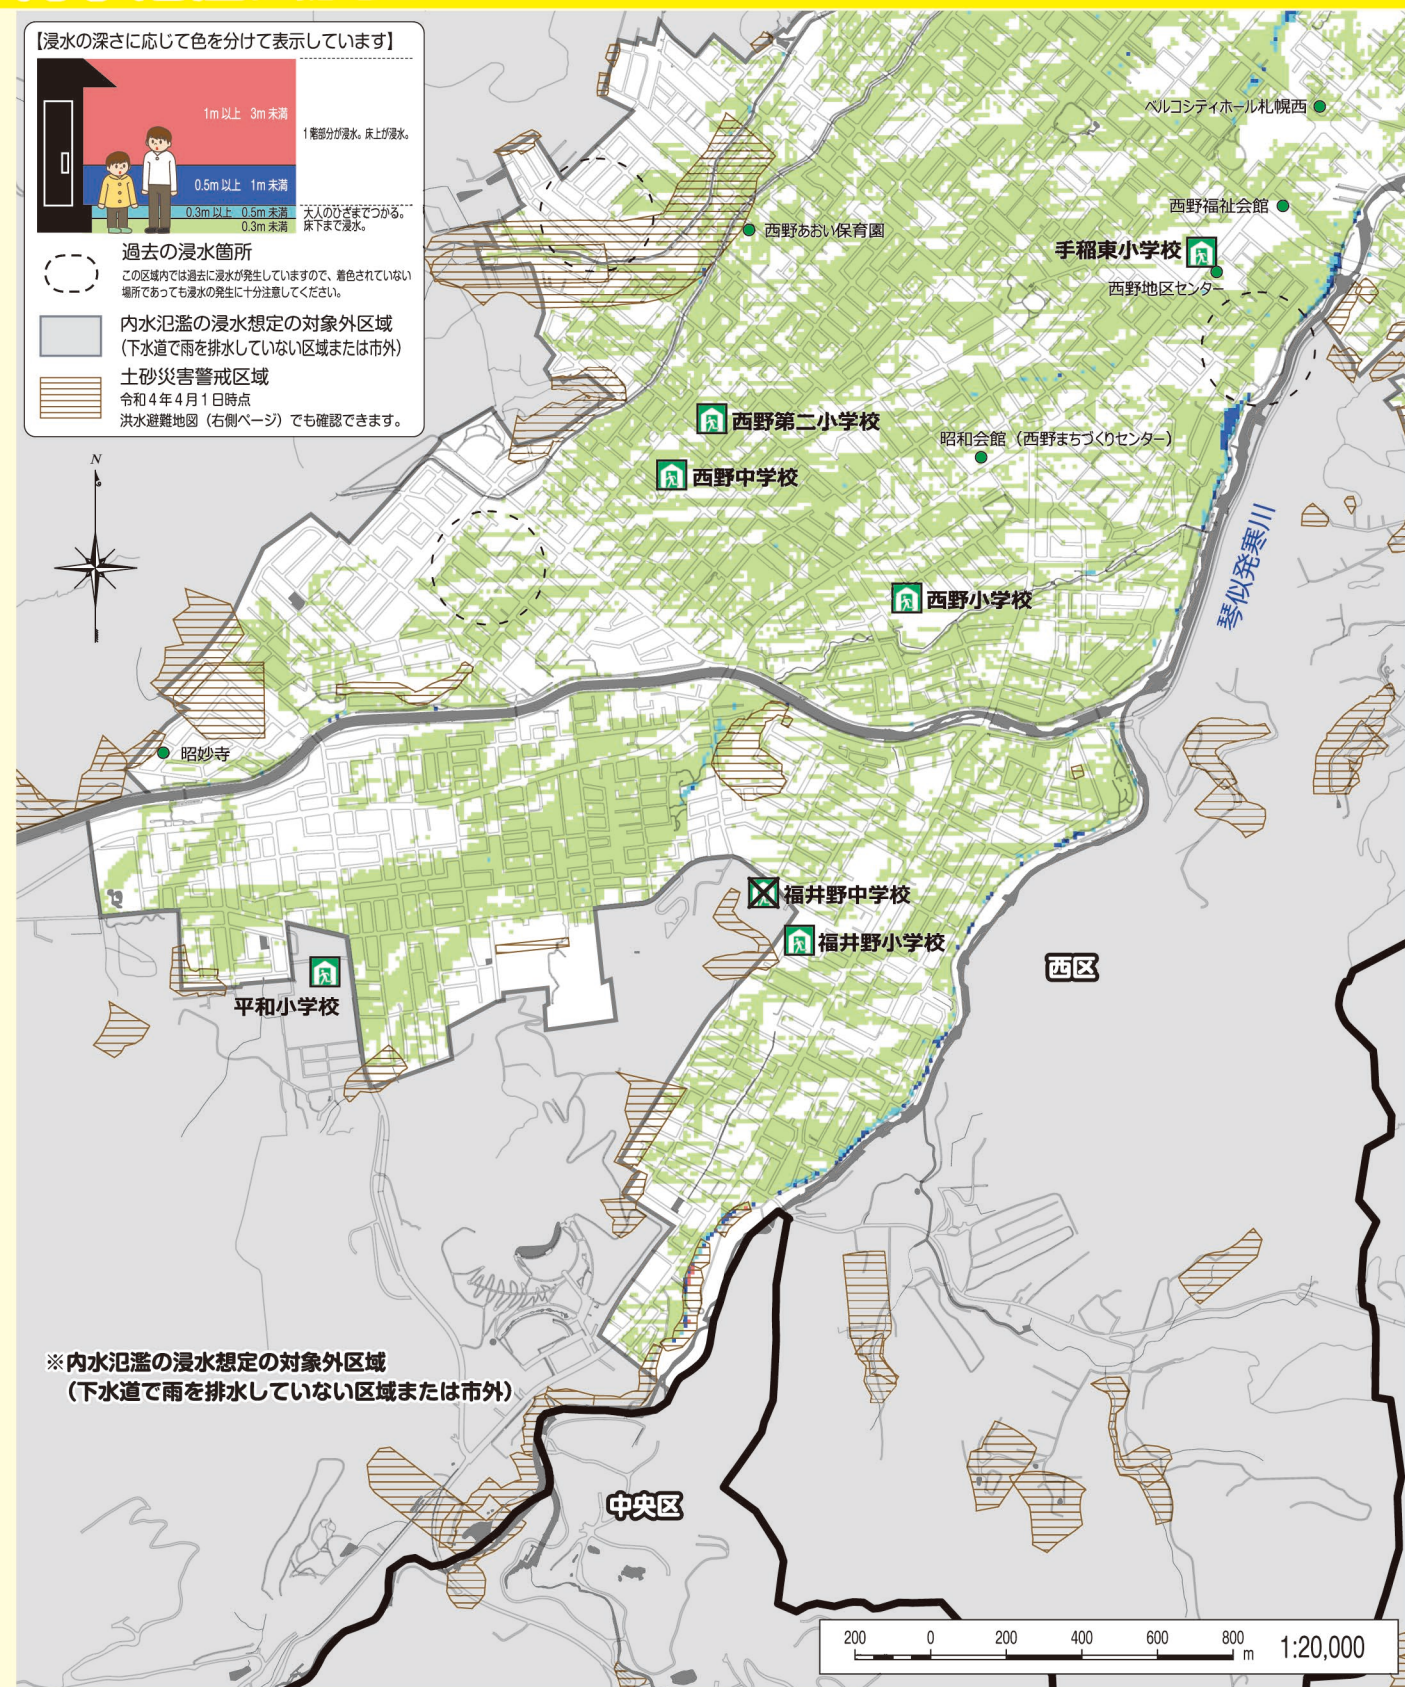 【浸水の深さに応じて色を分けて表示しています】
1m以上 3m未満
1階部分が浸水。床上が浸水。
0.5m以上 1m未満
0.3m以上 0.5m未満
大人のひざまでつかる。
0.3m未満
床下まで浸水。
過去の浸水箇所
この区域内では過去に浸水が発生していますので、着色されていない
場所であっても浸水の発生に十分注意してください。
内水氾濫の浸水想定の対象外区域
(下水道で雨を排水していない区域または市外)
土砂災害警戒区域
令和4年4月1日時点
洪水避難地図(右側ページ)でも確認できます。
N
ベルコシティホール札幌西
西野福祉会館
西野あおい保育園
手稲東小学校
西野地区センター
西野第二小学校
昭和会館(西野まちづくりセンター)
西野中学校
琴似発寒川
西野小学校
昭妙寺
福井野中学校
福井野小学校
西区
平和小学校
※内水氾濫の浸水想定の対象外区域
(下水道で雨を排水していない区域または市外)
中央区
200 0 200 400 600 800 m 1:20,000